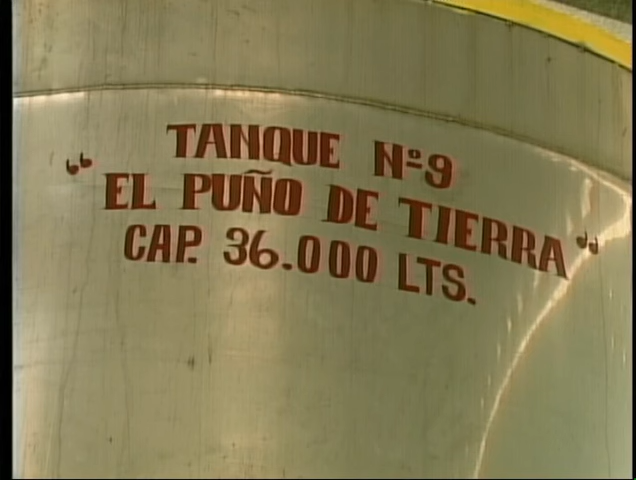 TANQUE Nº9
“EL PUÑO DE TIERRA”
CAP. 36.000 LTS.